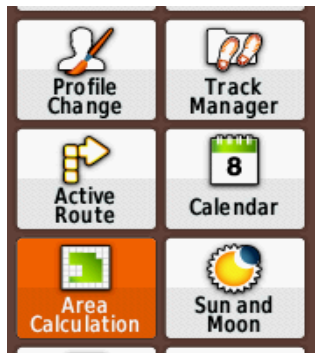 Profile
Change
Track
Manager
Active
Route
8
Calendar
Area
Calculation
Sun and
Moon